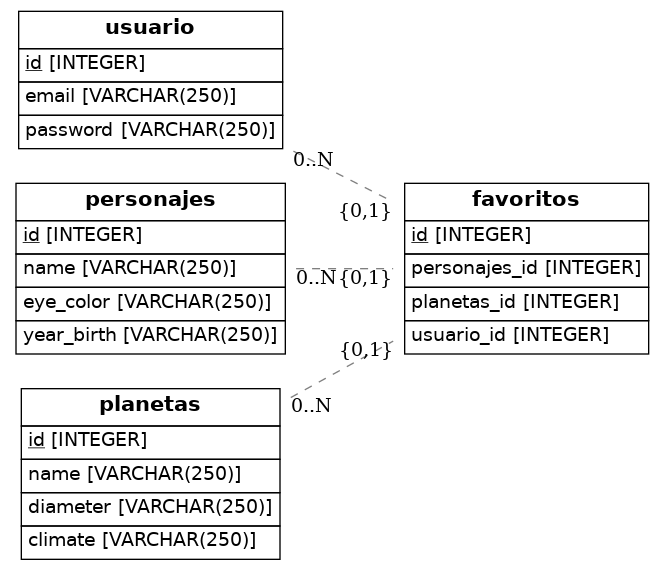 usuario
id [INTEGER]
email [VARCHAR(250)]
password [VARCHAR(250)]
0..N
{0,1}
personajes
id [INTEGER]
name [VARCHAR(250)]
eye_color [VARCHAR(250)]
year_birth [VARCHAR(250)]
0..N
{0,1}
favoritos
id [INTEGER]
personajes_id [INTEGER]
planetas_id [INTEGER]
usuario_id [INTEGER]
{0,1}
0..N
planetas
id [INTEGER]
name [VARCHAR(250)]
diameter [VARCHAR(250)]
climate [VARCHAR(250)]